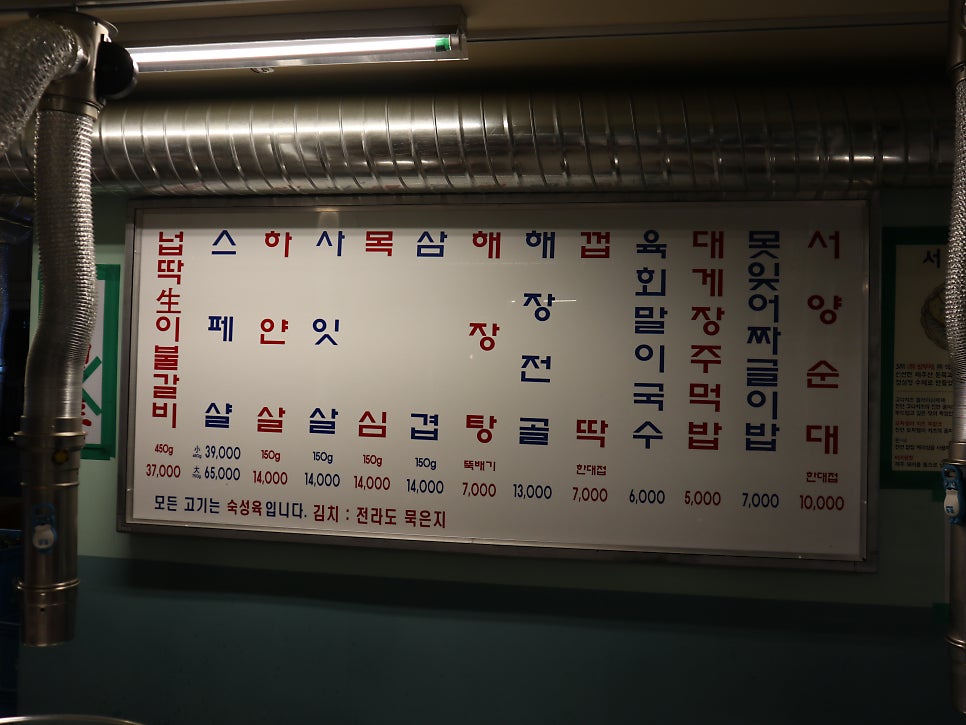 넙딱生이불갈비 450g 37,000
스페샬 小 39,000 大 65,000
하얀살 150g 14,000
사잇살 150g 14,000
목심 150g 14,000
삼겹 150g 14,000
해장탕 뚝배기 7,000
해장전골 13,000
껍딱 한대접 7,000
육회말이국수 6,000
대게장주먹밥 5,000
못잊어짜글이밥 7,000
서양순대 한대접 10,000
모든 고기는 숙성육입니다. 김치 : 전라도 묵은지
서